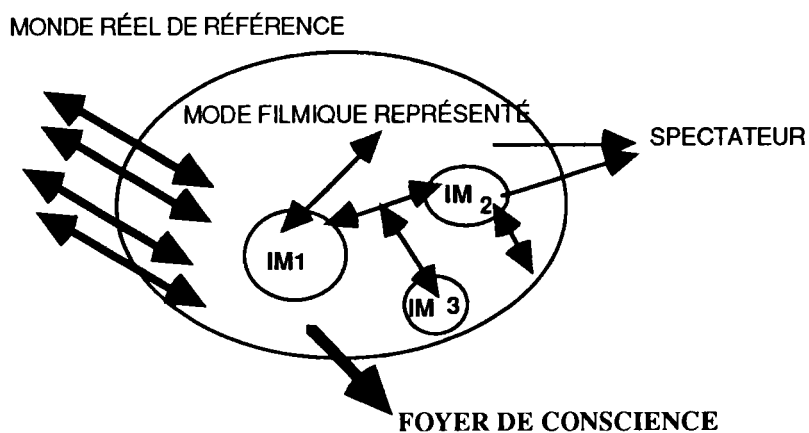 MONDE RÉEL DE RÉFÉRENCE
MODE FILMIQUE REPRÉSENTÉ
SPECTATEUR
IM 2
IM1
IM 3
FOYER DE CONSCIENCE